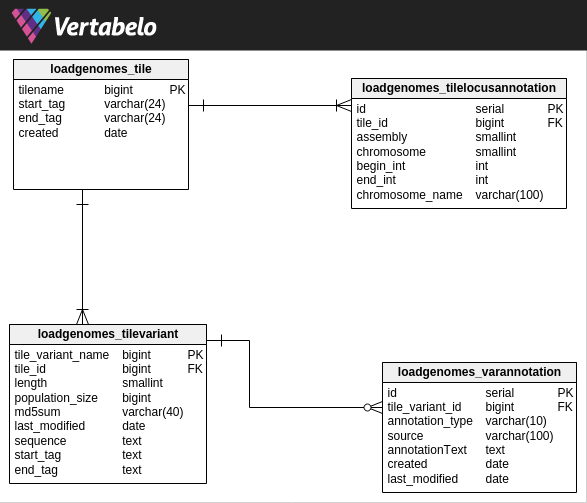 Vertabelo
loadgenomes_tile
tilename bigint PK
start_tag varchar(24)
end_tag varchar(24)
created date
loadgenomes_tilelocusannotation
id serial PK
tile_id bigint FK
assembly smallint
chromosome smallint
begin_int int
end_int int
chromosome_name varchar(100)
loadgenomes_tilevariant
tile_variant_name bigint PK
tile_id bigint FK
length smallint
population_size bigint
md5sum varchar(40)
last_modified date
sequence text
start_tag text
end_tag text
loadgenomes_varannotation
id serial PK
tile_variant_id bigint FK
annotation_type varchar(10)
source varchar(100)
annotationText text
created date
last_modified date